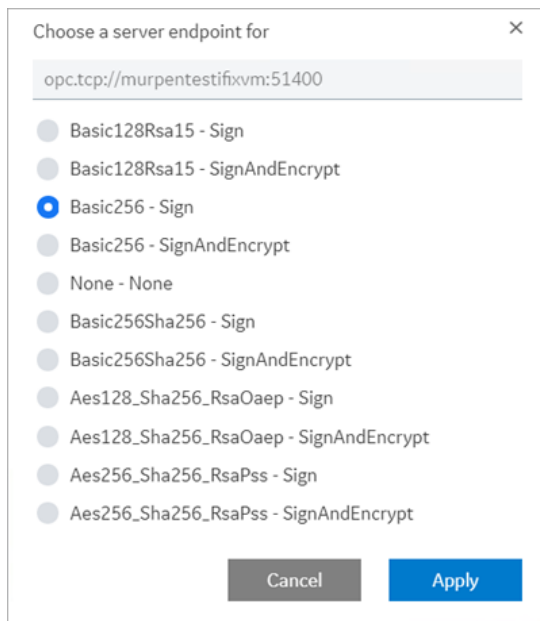 Choose a server endpoint for
opc.tcp://murpentestifixvm:51400
Basic128Rsa15 - Sign
Basic128Rsa15 - SignAndEncrypt
Basic256 - Sign
Basic256 - SignAndEncrypt
None - None
Basic256Sha256 - Sign
Basic256Sha256 - SignAndEncrypt
Aes128_Sha256_RsaOaep - Sign
Aes128_Sha256_RsaOaep - SignAndEncrypt
Aes256_Sha256_RsaPss - Sign
Aes256_Sha256_RsaPss - SignAndEncrypt
Cancel Apply